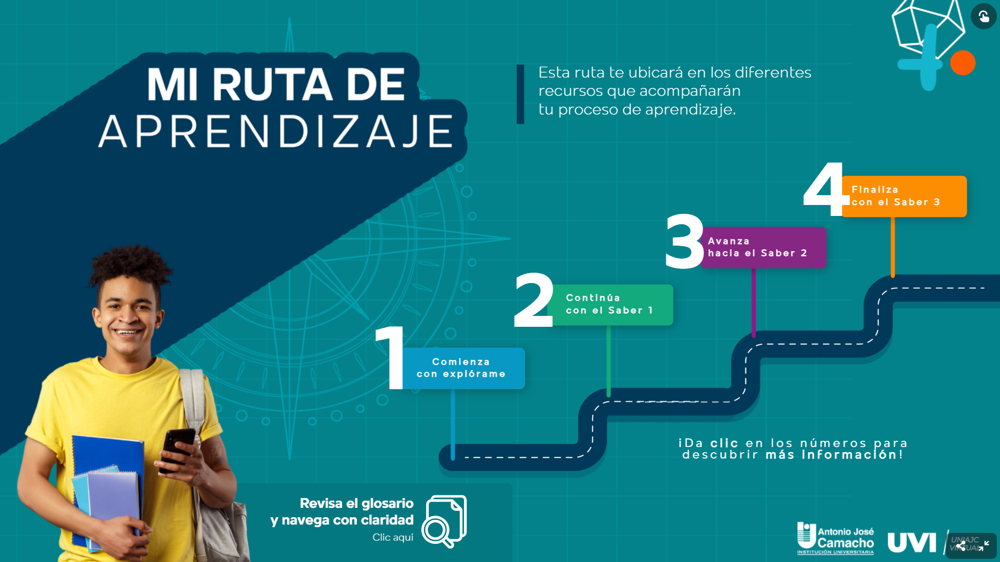 MI RUTA DE
APRENDIZAJE
Esta ruta te ubicará en los diferentes
recursos que acompañarán
tu proceso de aprendizaje.
4
Finaliza
con el Saber 3
3
Avanza
hacia el Saber 2
2
Continúa
con el Saber 1
1
Comienza
con explórame
¡Da clic en los números para
descubrir más información!
Revisa el glosario
y navega con claridad
Clic aquí
Antonio José
Camacho
INSTITUCIÓN UNIVERSITARIA
UVI
UNIAJC
VIRTUAL